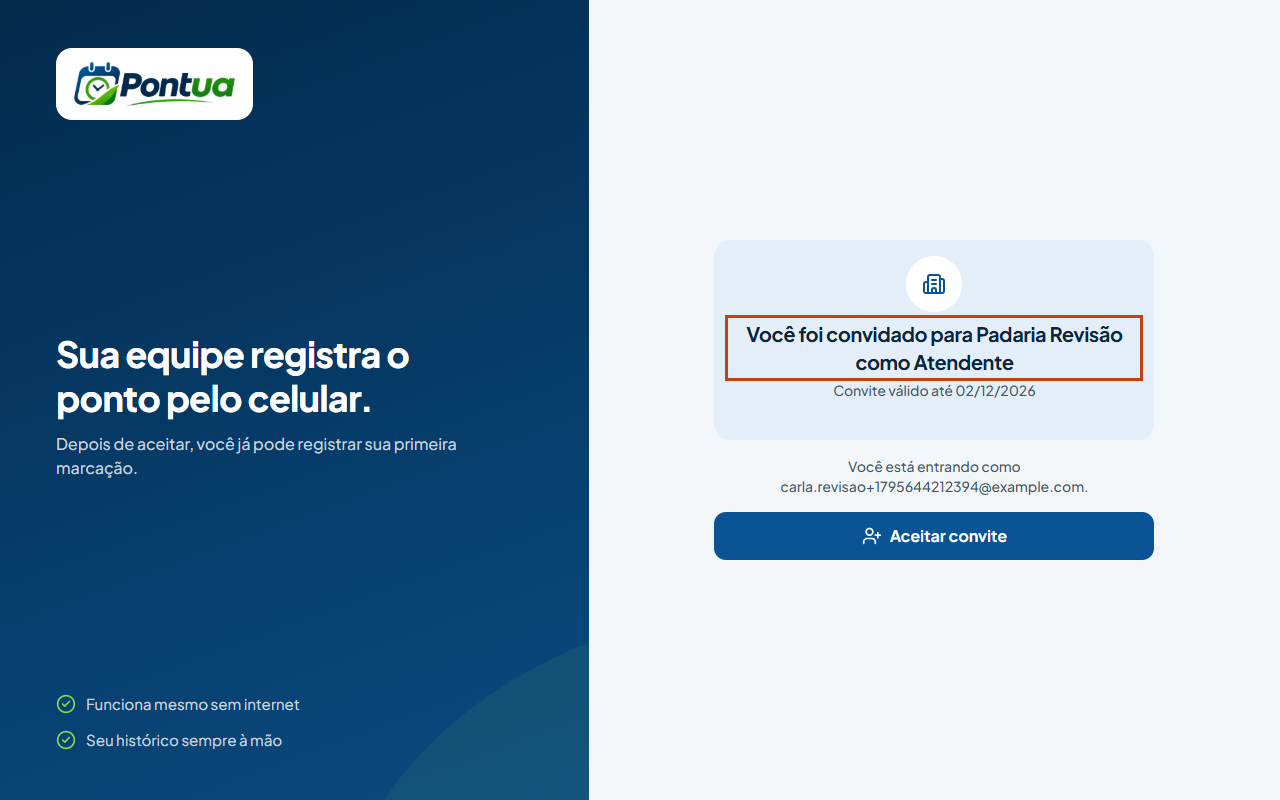 Pontua
Sua equipe registra o
ponto pelo celular.
Depois de aceitar, você já pode registrar sua primeira
marcação.
Funciona mesmo sem internet
Seu histórico sempre à mão
Você foi convidado para Padaria Revisão
como Atendente
Convite válido até 02/12/2026
Você está entrando como
carla.revisao+1795644212394@example.com.
Aceitar convite